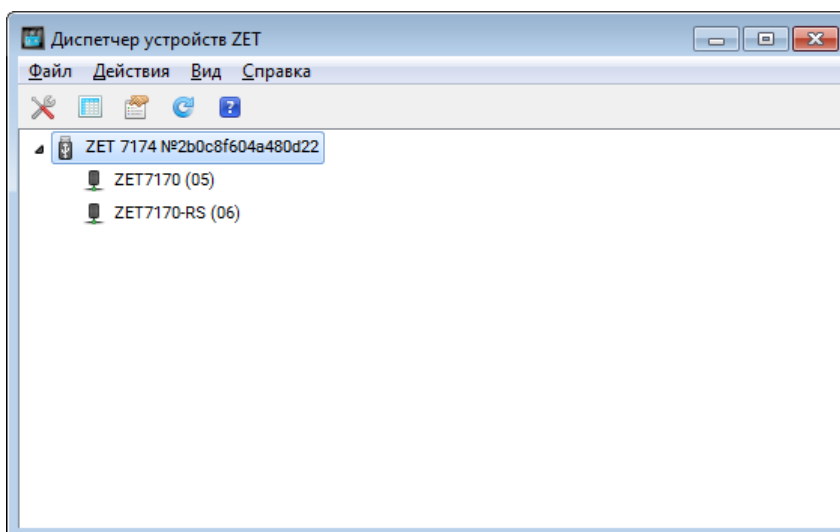 Диспетчер устройств ZET
Файл Действия Вид Справка
ZET 7174 №2b0c8f604a480d22
ZET7170 (05)
ZET7170-RS (06)